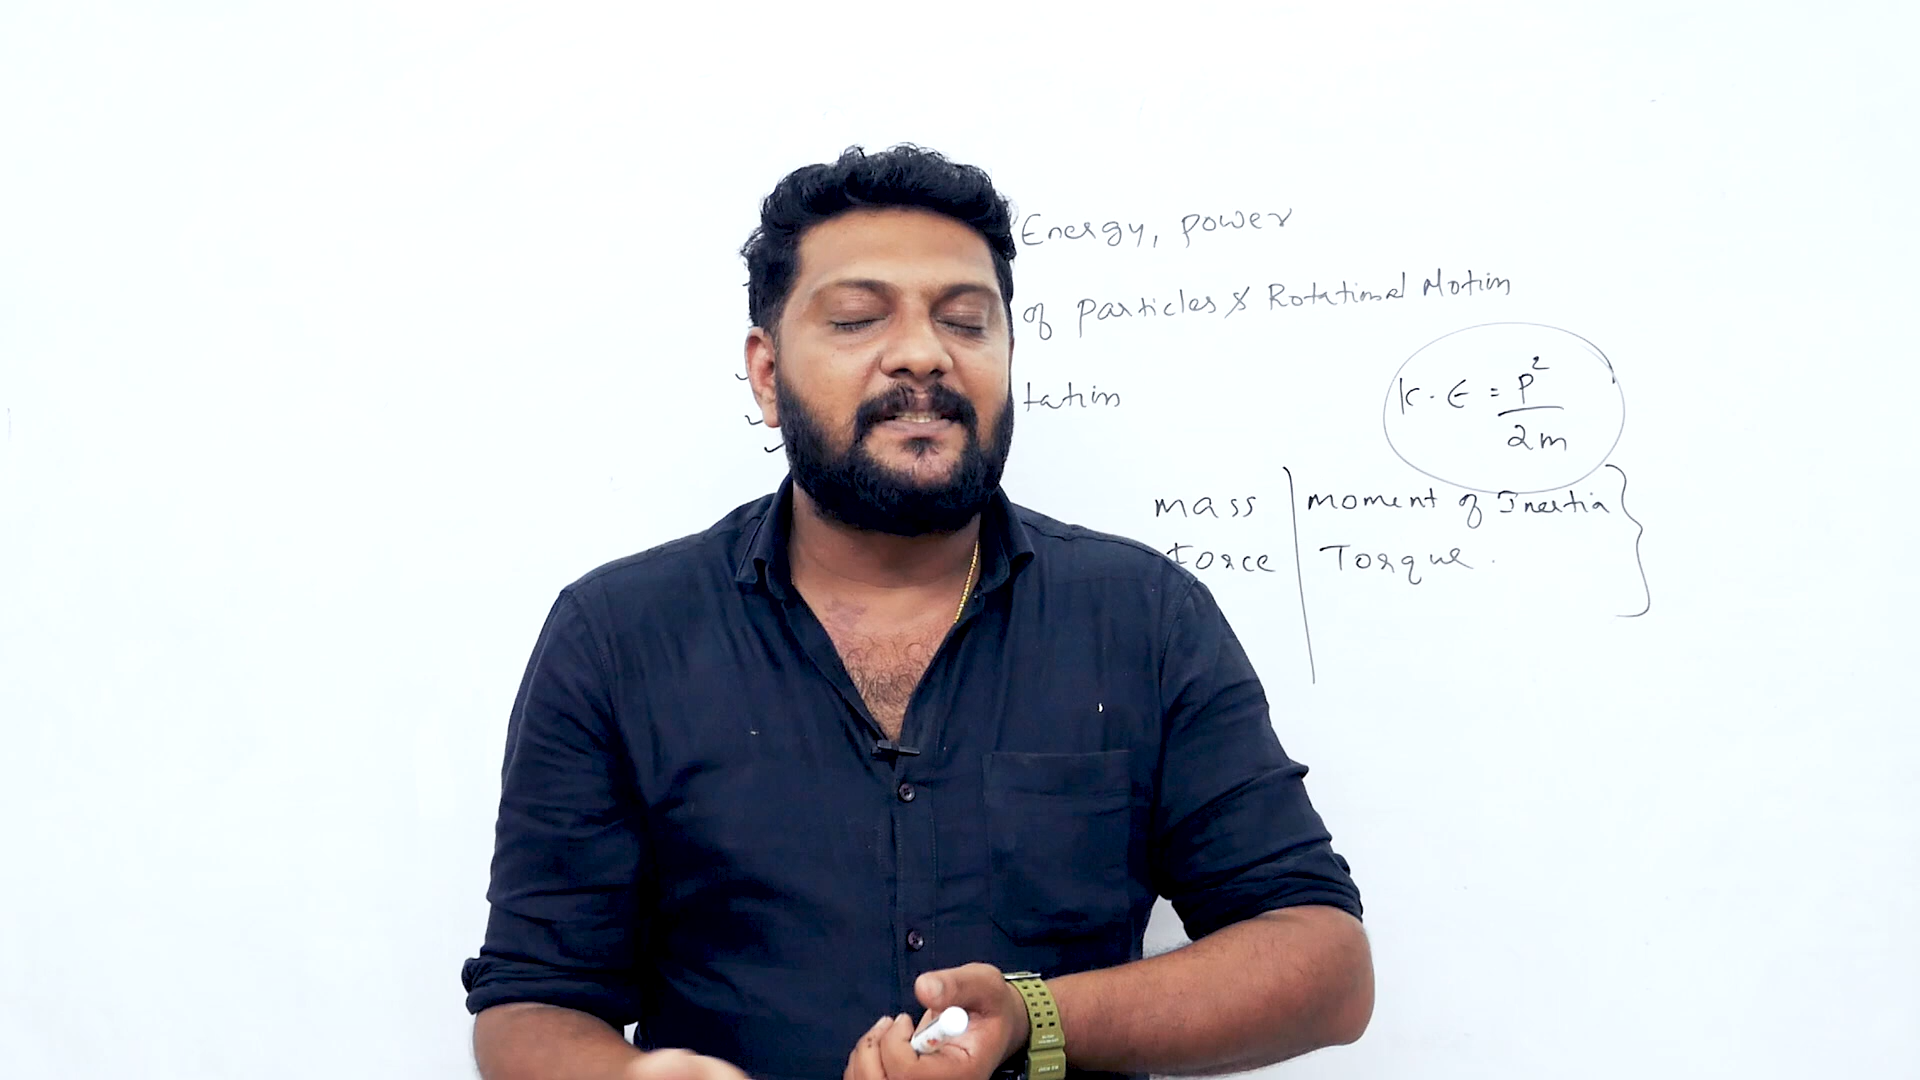 Energy, power
of particles & Rotational Motion
tation
K.E = p²/2m
mass | moment of Inertia
Force | Torque.